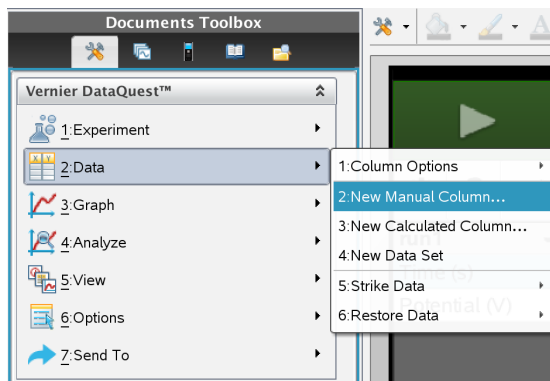 Documents Toolbox
Vernier DataQuest™
1:Experiment
2:Data
3:Graph
4:Analyze
5:View
6:Options
7:Send To
1:Column Options
2:New Manual Column...
3:New Calculated Column...
4:New Data Set
5:Strike Data
6:Restore Data
run1
Time (s)
Potential (V)